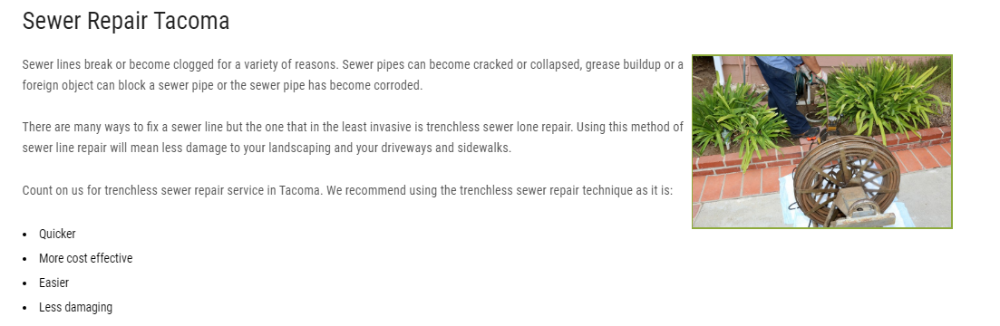 Sewer Repair Tacoma
Sewer lines break or become clogged for a variety of reasons. Sewer pipes can become cracked or collapsed, grease buildup or a
foreign object can block a sewer pipe or the sewer pipe has become corroded.
There are many ways to fix a sewer line but the one that in the least invasive is trenchless sewer lone repair. Using this method of
sewer line repair will mean less damage to your landscaping and your driveways and sidewalks.
Count on us for trenchless sewer repair service in Tacoma. We recommend using the trenchless sewer repair technique as it is:
• Quicker
• More cost effective
• Easier
• Less damaging